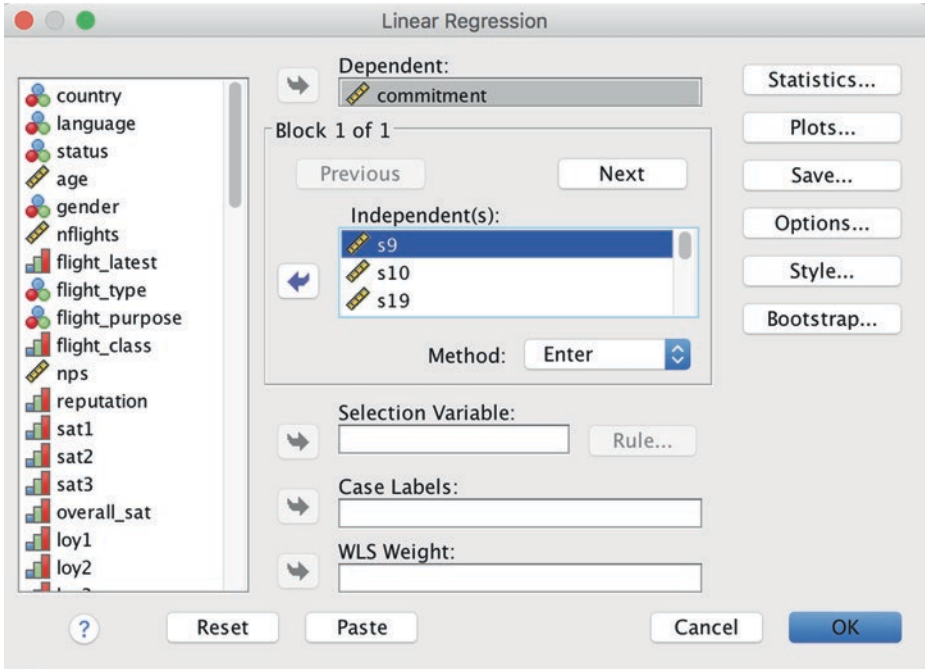 Linear Regression
country
language
status
age
gender
nflights
flight_latest
flight_type
flight_purpose
flight_class
nps
reputation
sat1
sat2
sat3
overall_sat
loy1
loy2
Dependent:
commitment
Block 1 of 1
Previous
Next
Independent(s):
s9
s10
s19
Method: Enter
Selection Variable:
Rule...
Case Labels:
WLS Weight:
Statistics...
Plots...
Save...
Options...
Style...
Bootstrap...
?
Reset
Paste
Cancel
OK